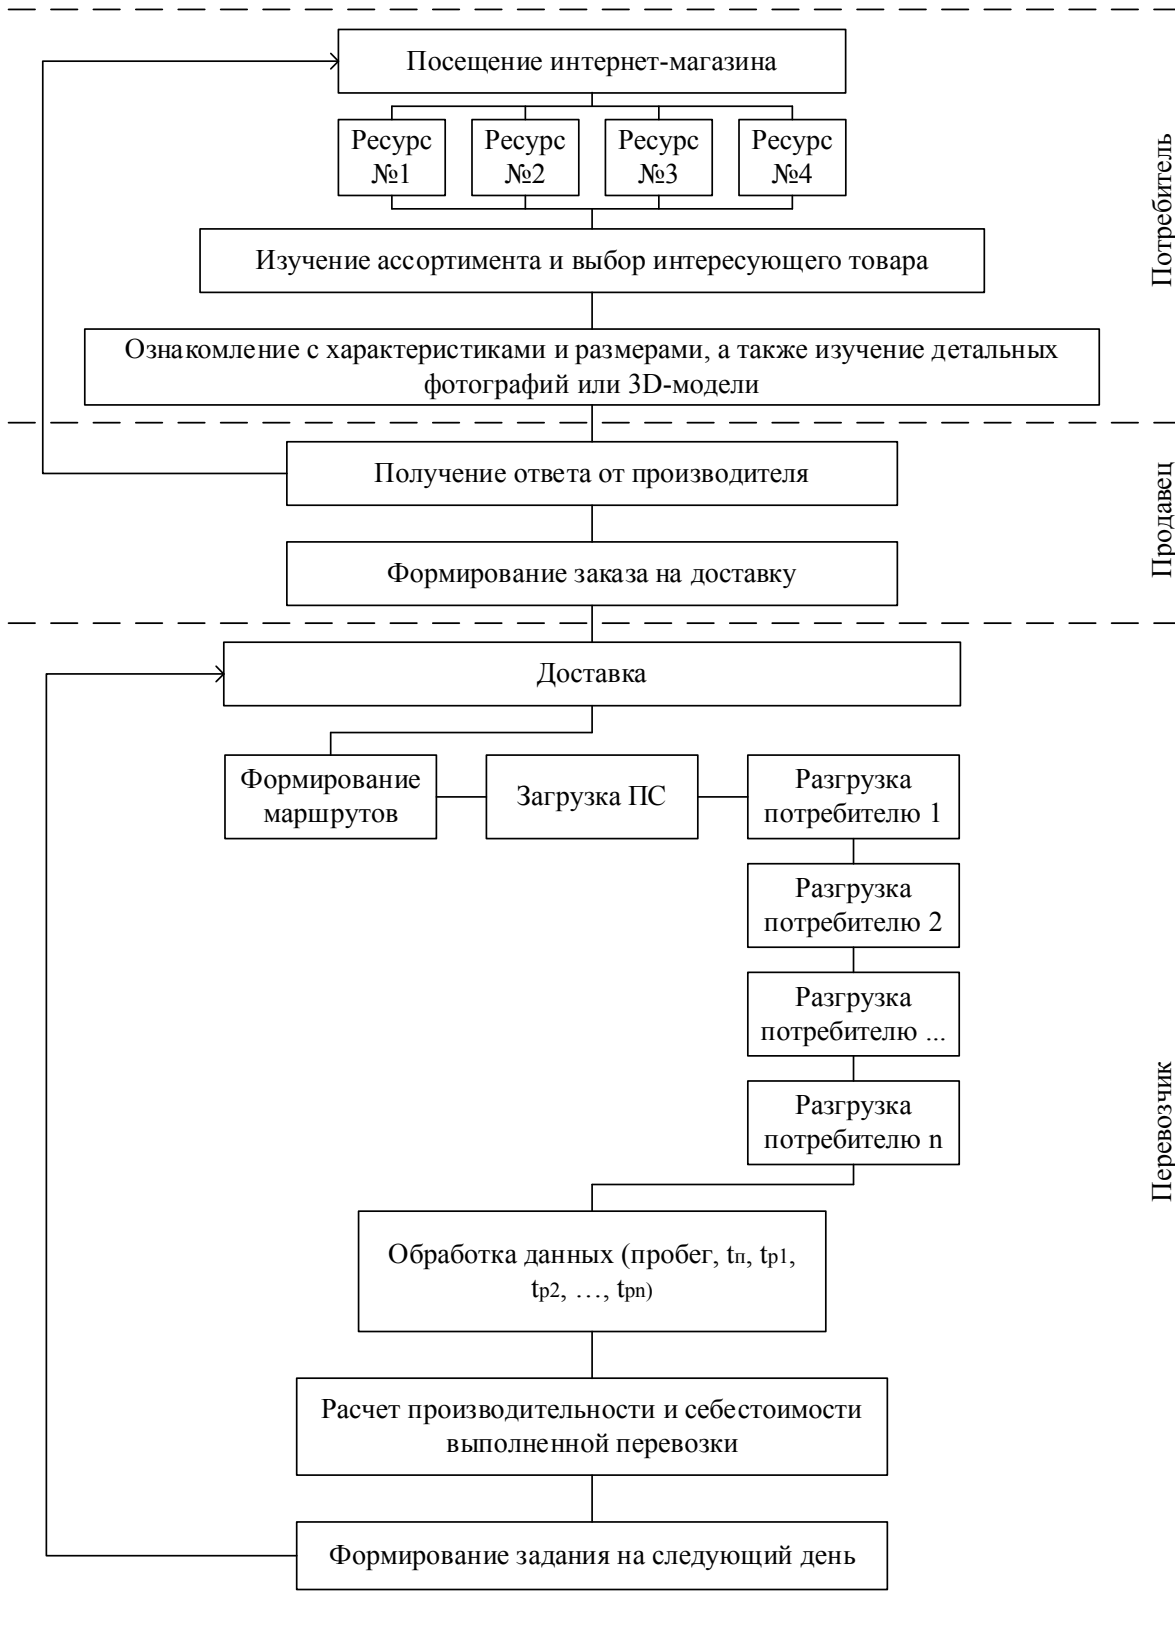 Посещение интернет-магазина
Ресурс
№1
Ресурс
№2
Ресурс
№3
Ресурс
№4
Изучение ассортимента и выбор интересующего товара
Ознакомление с характеристиками и размерами, а также изучение детальных
фотографий или 3D-модели
Потребитель
Получение ответа от производителя
Формирование заказа на доставку
Продавец
Доставка
Формирование
маршрутов
Загрузка ПС
Разгрузка
потребителю 1
Разгрузка
потребителю 2
Разгрузка
потребителю ...
Разгрузка
потребителю n
Обработка данных (пробег, tп, tр1,
tр2, …, tрn)
Расчет производительности и себестоимости
выполненной перевозки
Формирование задания на следующий день
Перевозчик